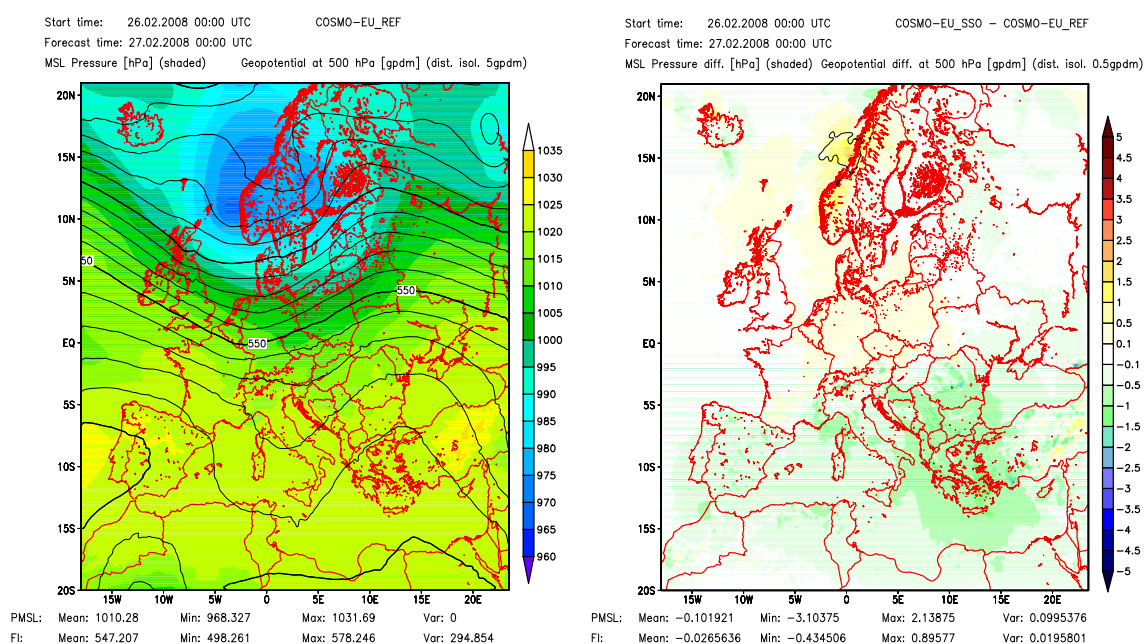 Start time: 26.02.2008 00:00 UTC COSMO-EU_REF
Forecast time: 27.02.2008 00:00 UTC
MSL Pressure [hPa] (shaded) Geopotential at 500 hPa [gpdm] (dist. isol. 5gpdm)
20N
15N
10N
5N
EQ
5S
10S
15S
20S
15W 10W 5W 0 5E 10E 15E 20E
50
550
550
1035
1030
1025
1020
1015
1010
1005
1000
995
990
985
980
975
970
965
960
PMSL: Mean: 1010.28 Min: 968.327 Max: 1031.69 Var: 0
FI: Mean: 547.207 Min: 498.261 Max: 578.246 Var: 294.854
Start time: 26.02.2008 00:00 UTC COSMO-EU_SSO - COSMO-EU_REF
Forecast time: 27.02.2008 00:00 UTC
MSL Pressure diff. [hPa] (shaded) Geopotential diff. at 500 hPa [gpdm] (dist. isol. 0.5gpdm)
20N
15N
10N
5N
EQ
5S
10S
15S
20S
15W 10W 5W 0 5E 10E 15E 20E
5
4.5
4
3.5
3
2.5
2
1.5
1
0.5
0.1
-0.1
-0.5
-1
-1.5
-2
-2.5
-3
-3.5
-4
-4.5
-5
PMSL: Mean: -0.101921 Min: -3.10375 Max: 2.13875 Var: 0.0995376
FI: Mean: -0.0265636 Min: -0.434506 Max: 0.89577 Var: 0.0195801